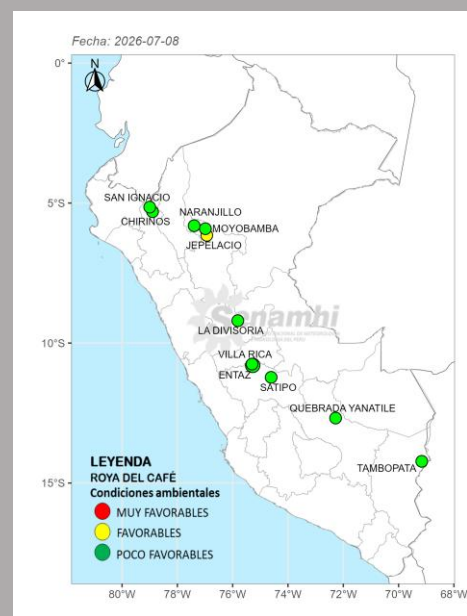 Fecha: 2026-07-08
N
0°
SAN IGNACIO
5°S
CHIRINOS
NARANJILLO
MOYOBAMBA
JEPELACIO
Senamhi
LA DIVISORIA
10°S
VILLA RICA
ENTAZ
SATIPO
QUEBRADA YANATILE
TAMBOPATA
LEYENDA
ROYA DEL CAFÉ
Condiciones ambientales
MUY FAVORABLES
FAVORABLES
POCO FAVORABLES
15°S
80°W 78°W 76°W 74°W 72°W 70°W 68°W